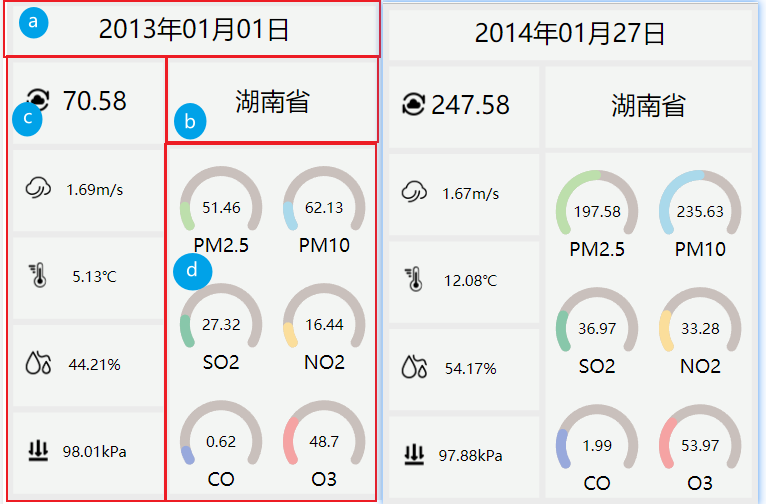 a
2013年01月01日
c
70.58
b
湖南省
1.69m/s
5.13℃
44.21%
98.01kPa
d
51.46
62.13
PM2.5
PM10
27.32
16.44
SO2
NO2
0.62
48.7
CO
O3
2014年01月27日
247.58
湖南省
1.67m/s
12.08℃
54.17%
97.88kPa
197.58
235.63
PM2.5
PM10
36.97
33.28
SO2
NO2
1.99
53.97
CO
O3